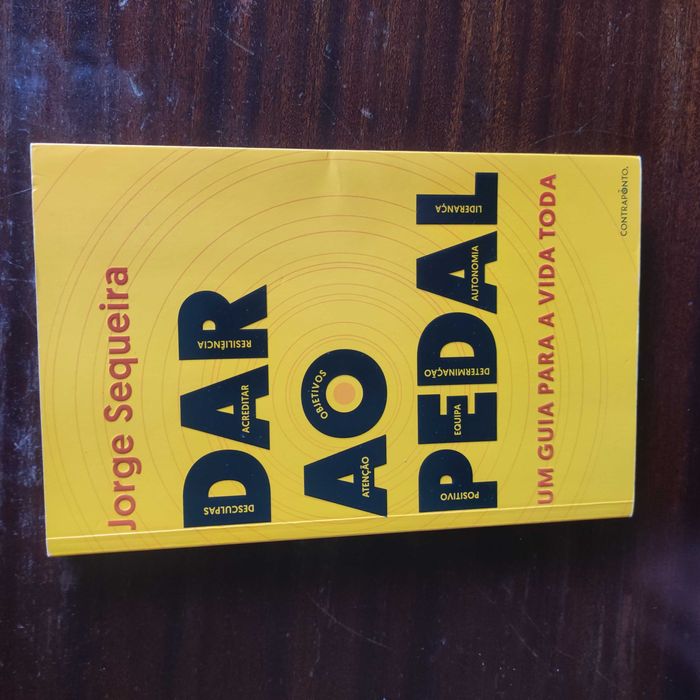 Jorge Sequeira
DAR
DESCULPAS ACREDITAR RESILIÊNCIA
AO
ATENÇÃO OBJETIVOS
PEDAL
POSITIVO EQUIPA DETERMINAÇÃO AUTONOMIA LIDERANÇA
UM GUIA PARA A VIDA TODA
CONTRAPONTO.